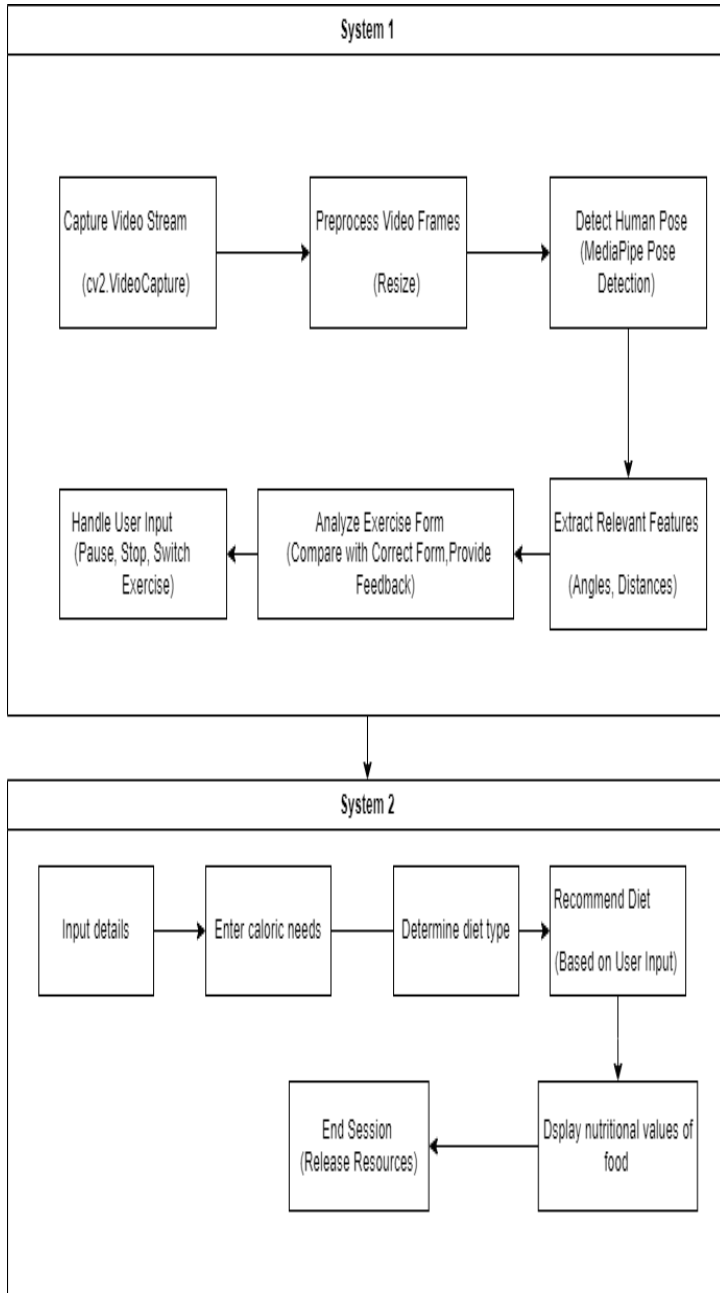 System 1
Capture Video Stream
(cv2.VideoCapture)
Preprocess Video Frames
(Resize)
Detect Human Pose
(MediaPipe Pose
Detection)
Handle User Input
(Pause, Stop, Switch
Exercise)
Analyze Exercise Form
(Compare with Correct Form,Provide
Feedback)
Extract Relevant Features
(Angles, Distances)
System 2
Input details
Enter caloric needs
Determine diet type
Recommend Diet
(Based on User Input)
End Session
(Release Resources)
Dsplay nutritional values of
food